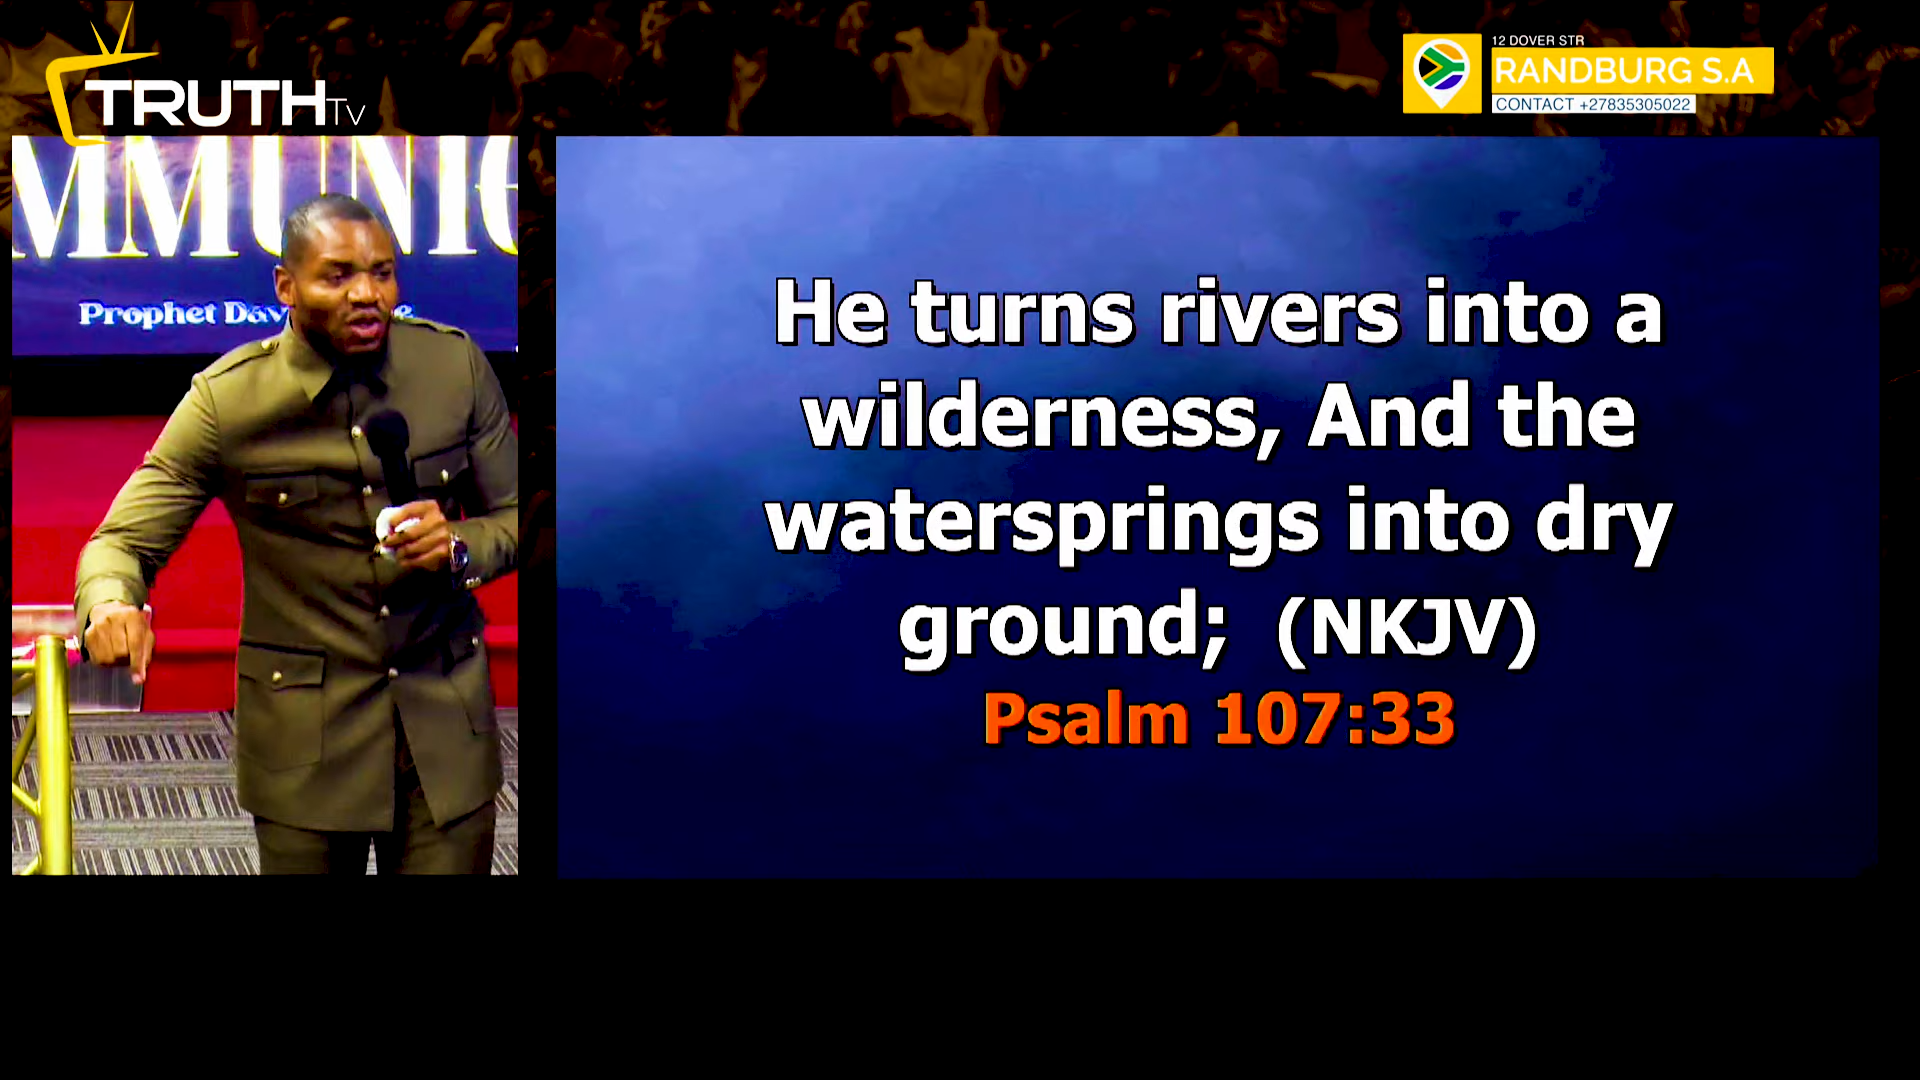 TRUTH TV
12 DOVER STR
RANDBURG S.A
CONTACT +27835305022
Prophet
He turns rivers into a
wilderness, And the
watersprings into dry
ground; (NKJV)
Psalm 107:33